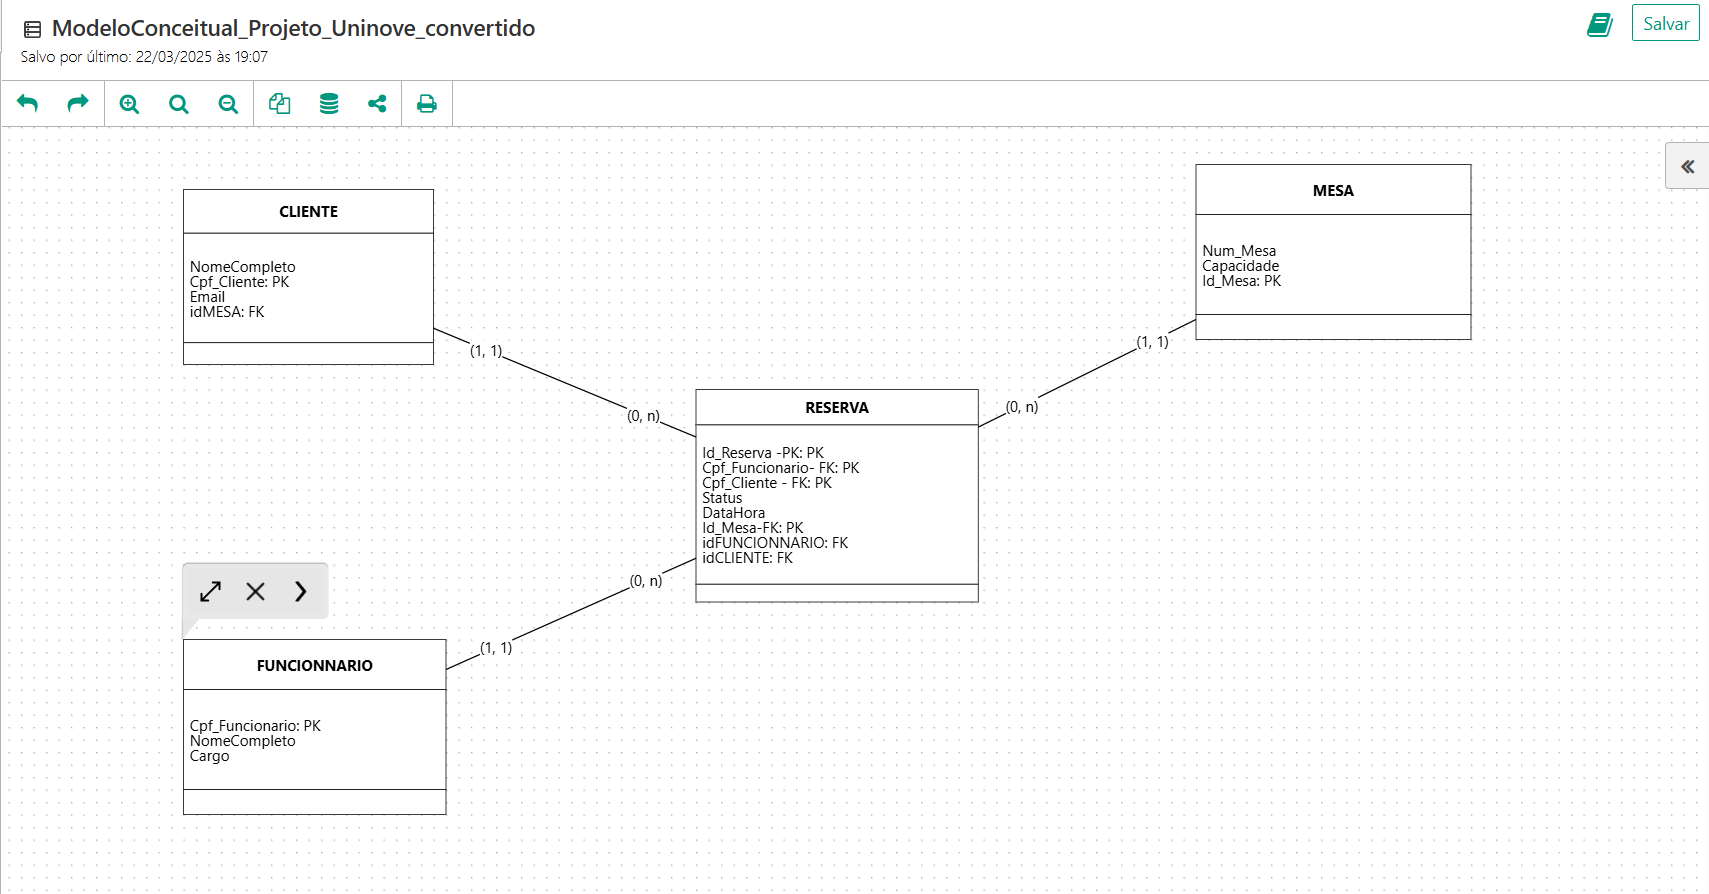 ModeloConceitual_Projeto_Uninove_convertido
Salvo por último: 22/03/2025 às 19:07
Salvar
CLIENTE
NomeCompleto
Cpf_Cliente: PK
Email
idMESA: FK
(1, 1)
(0, n)
MESA
Num_Mesa
Capacidade
Id_Mesa: PK
(1, 1)
(0, n)
RESERVA
Id_Reserva -PK: PK
Cpf_Funcionario- FK: PK
Cpf_Cliente - FK: PK
Status
DataHora
Id_Mesa-FK: PK
idFUNCIONNARIO: FK
idCLIENTE: FK
(0, n)
(1, 1)
FUNCIONNARIO
Cpf_Funcionario: PK
NomeCompleto
Cargo